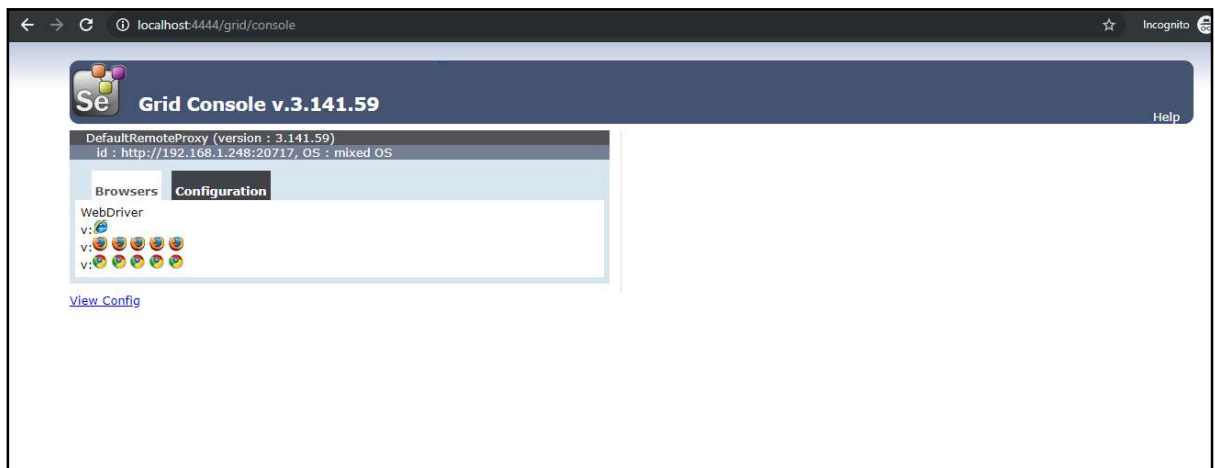 localhost:4444/grid/console
Incognito
Se
Grid Console v.3.141.59
Help
DefaultRemoteProxy (version : 3.141.59)
id : http://192.168.1.248:20717, OS : mixed OS
Browsers Configuration
WebDriver
v:
v:
v:
View Config